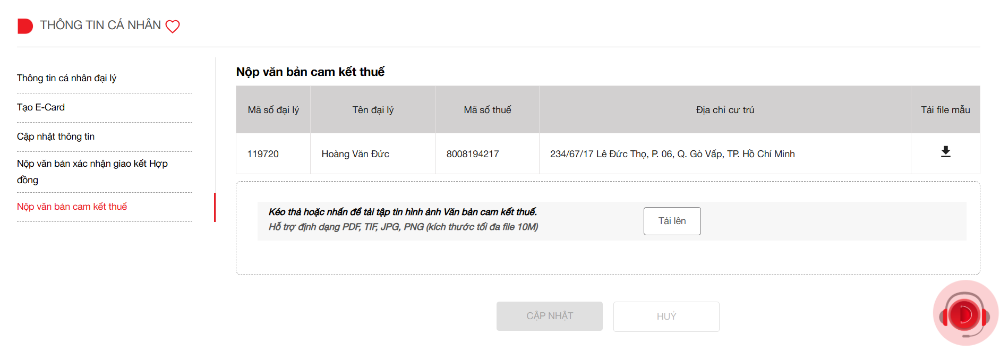 THÔNG TIN CÁ NHÂN
Thông tin cá nhân đại lý
Tạo E-Card
Cập nhật thông tin
Nộp văn bản xác nhận giao kết Hợp
đồng
Nộp văn bản cam kết thuế
Nộp văn bản cam kết thuế
Mã số đại lý Tên đại lý Mã số thuế Địa chỉ cư trú Tải file mẫu
119720 Hoàng Văn Đức 8008194217 234/67/17 Lê Đức Thọ, P. 06, Q. Gò Vấp, TP. Hồ Chí Minh
Kéo thả hoặc nhấn để tải tập tin hình ảnh Văn bản cam kết thuế.
Hỗ trợ định dạng PDF, TIF, JPG, PNG (kích thước tối đa file 10M)
Tải lên
CẬP NHẬT HUỶ